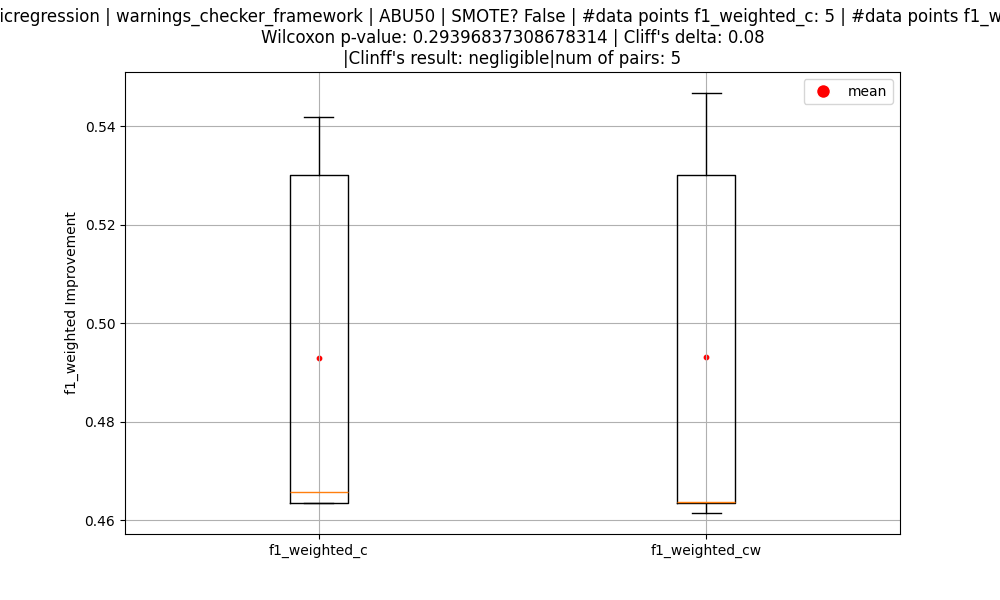 icregression | warnings_checker_framework | ABU50 | SMOTE? False | #data points f1_weighted_c: 5 | #data points f1_w
Wilcoxon p-value: 0.29396837308678314 | Cliff's delta: 0.08
|Clinff's result: negligible|num of pairs: 5
mean
f1_weighted Improvement
0.54
0.52
0.50
0.48
0.46
f1_weighted_c
f1_weighted_cw